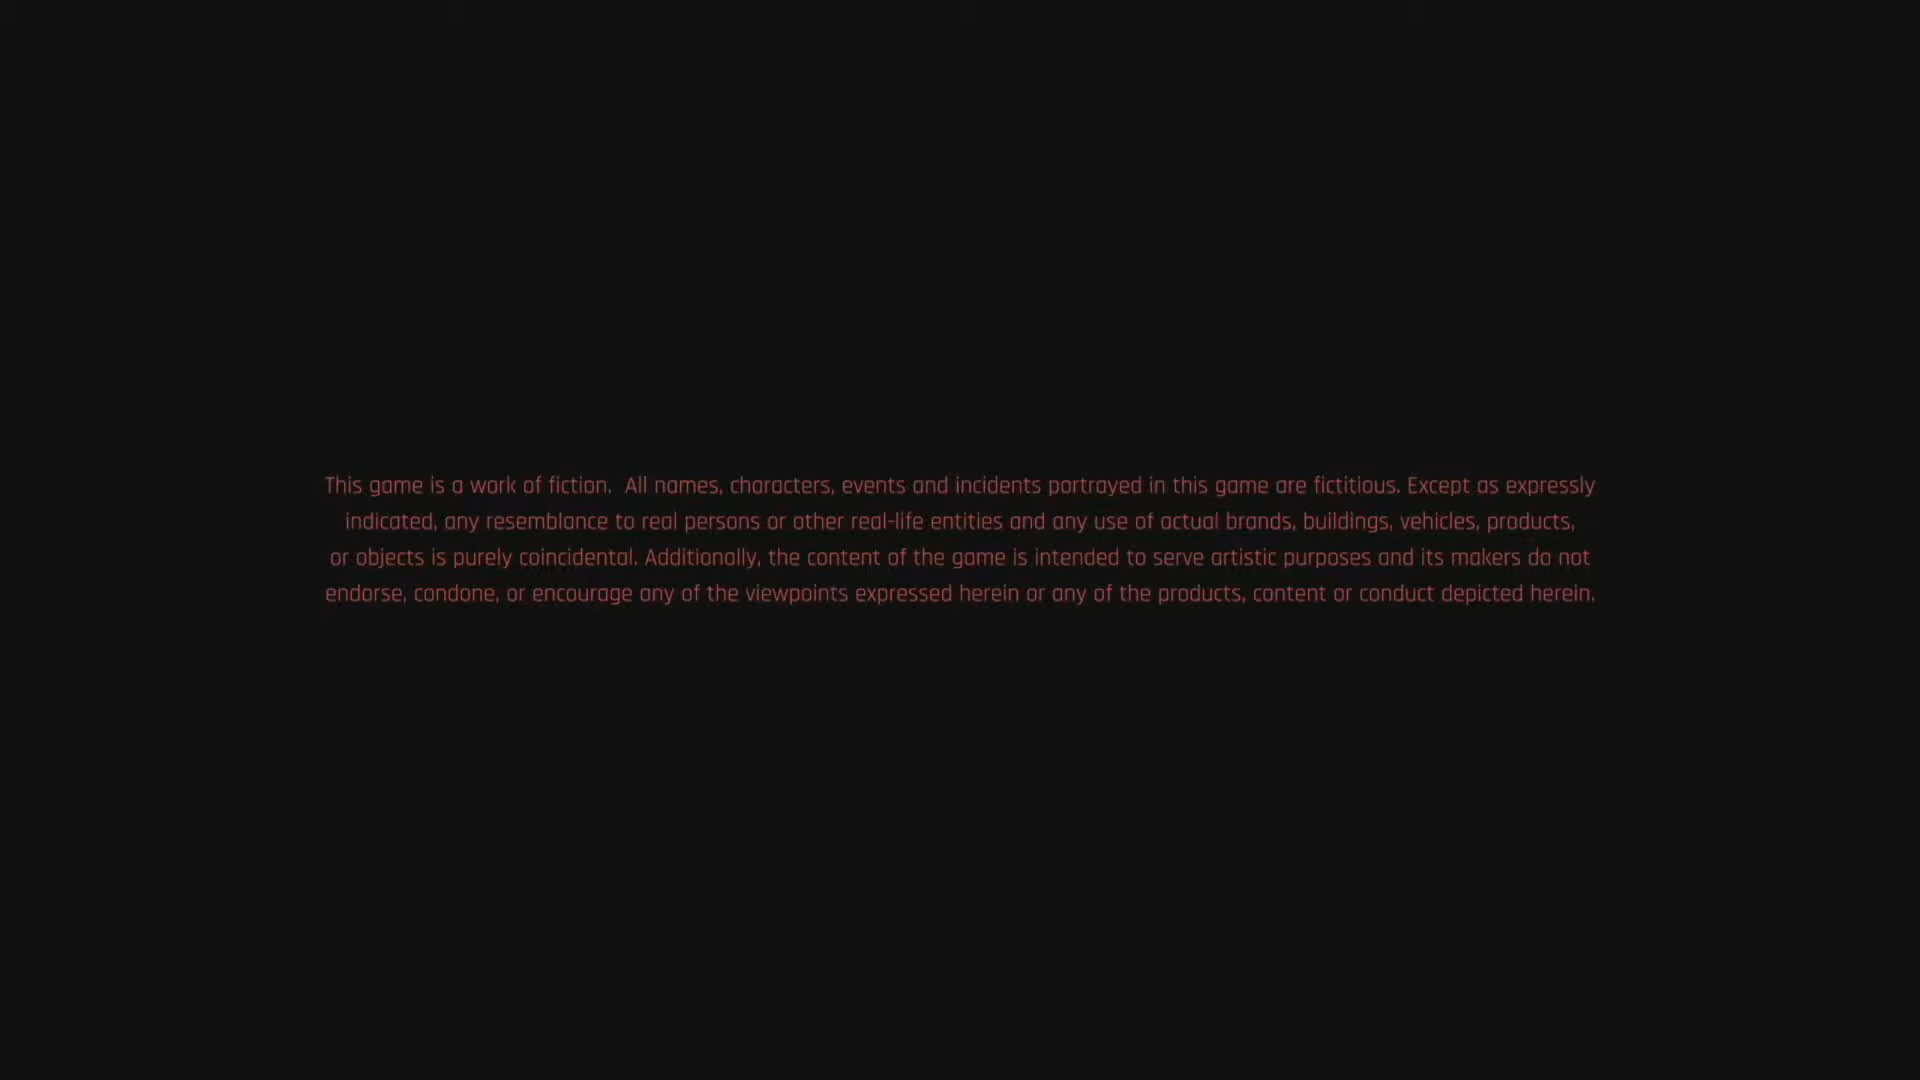 This game is a work of fiction.  All names, characters, events and incidents portrayed in this game are fictitious. Except as expressly
indicated, any resemblance to real persons or other real-life entities and any use of actual brands, buildings, vehicles, products,
or objects is purely coincidental. Additionally, the content of the game is intended to serve artistic purposes and its makers do not
endorse, condone, or encourage any of the viewpoints expressed herein or any of the products, content or conduct depicted herein.